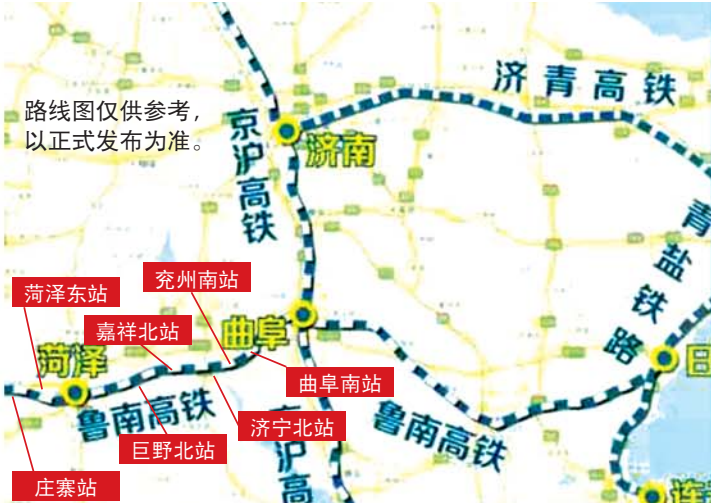 路线图仅供参考，
以正式发布为准。
济青高铁
京沪高铁
济南
青盐铁路
兖州南站
菏泽东站
嘉祥北站
曲阜
菏泽
日
曲阜南站
鲁南高铁
济宁北站
鲁南高铁
巨野北站
京沪高
庄寨站
连